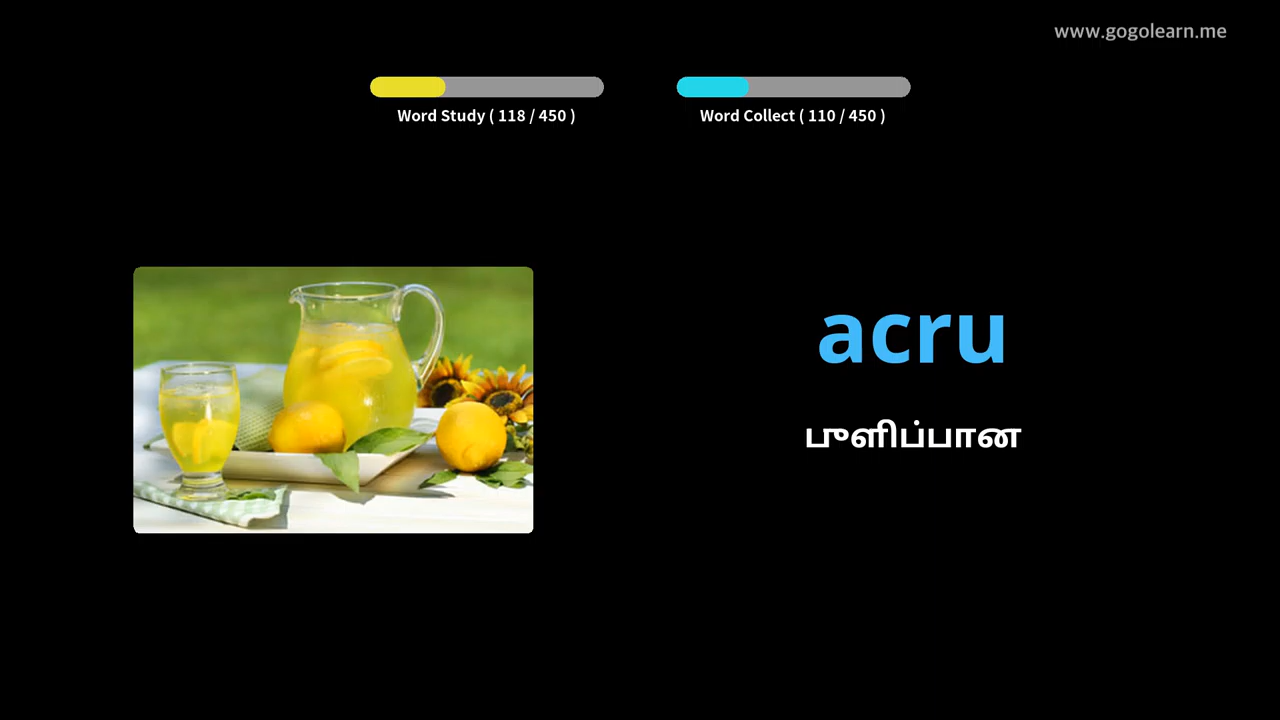 www.gogolearn.me
Word Study ( 118 / 450 )
Word Collect ( 110 / 450 )
acru
புளிப்பான